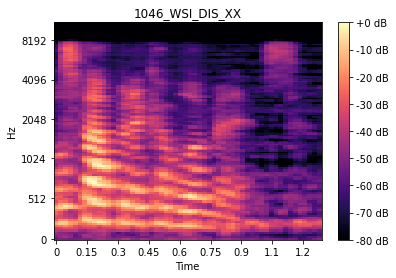 1046_WSI_DIS_XX
+0 dB
8192
-10 dB
4096
-20 dB
-30 dB
2048
Hz
-40 dB
1024
-50 dB
512
-60 dB
-70 dB
0
-80 dB
0 0.15 0.3 0.45 0.6 0.75 0.9 1.1 1.2
Time